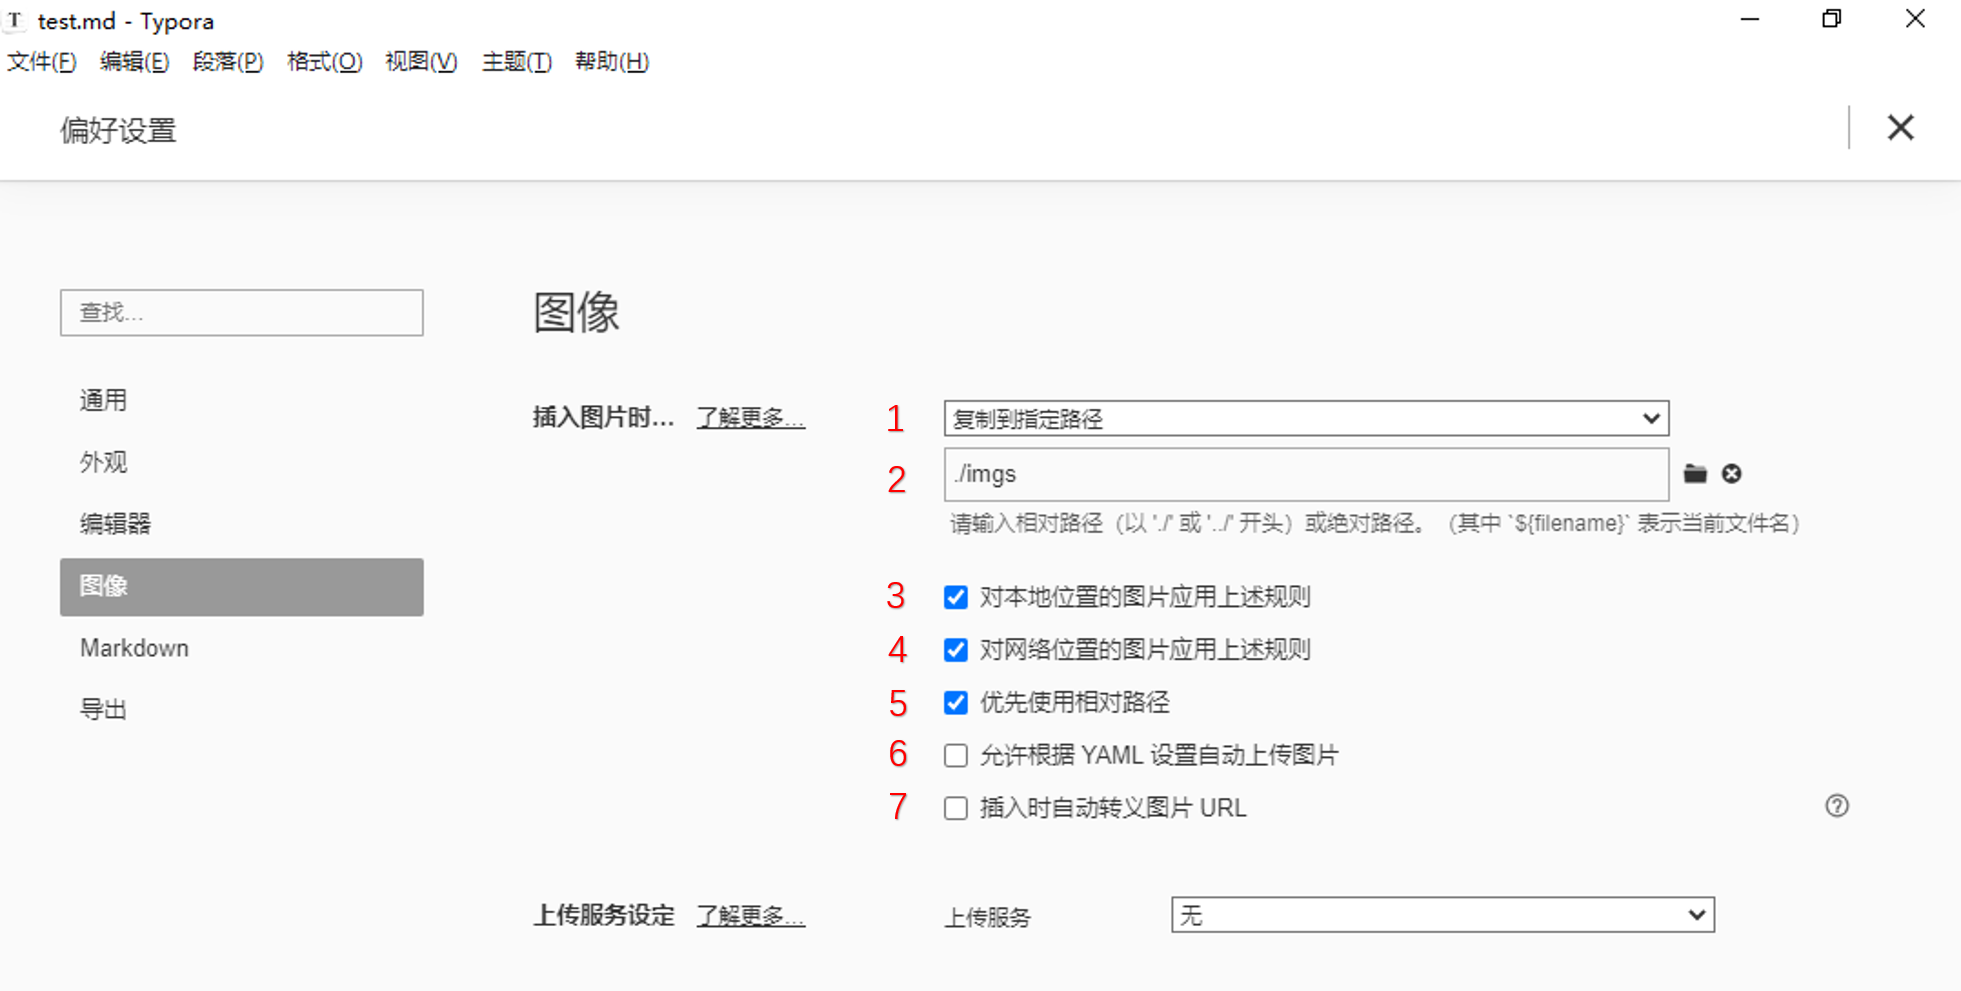 test.md - Typora
文件(F) 编辑(E) 段落(P) 格式(O) 视图(V) 主题(T) 帮助(H)
偏好设置
查找...
通用
外观
编辑器
图像
Markdown
导出
图像
插入图片时... 了解更多...
1 复制到指定路径
2 ./imgs
请输入相对路径（以 './' 或 '../' 开头）或绝对路径。（其中 `${filename}` 表示当前文件名）
3 对本地位置的图片应用上述规则
4 对网络位置的图片应用上述规则
5 优先使用相对路径
6 允许根据 YAML 设置自动上传图片
7 插入时自动转义图片 URL
上传服务设定 了解更多... 上传服务 无